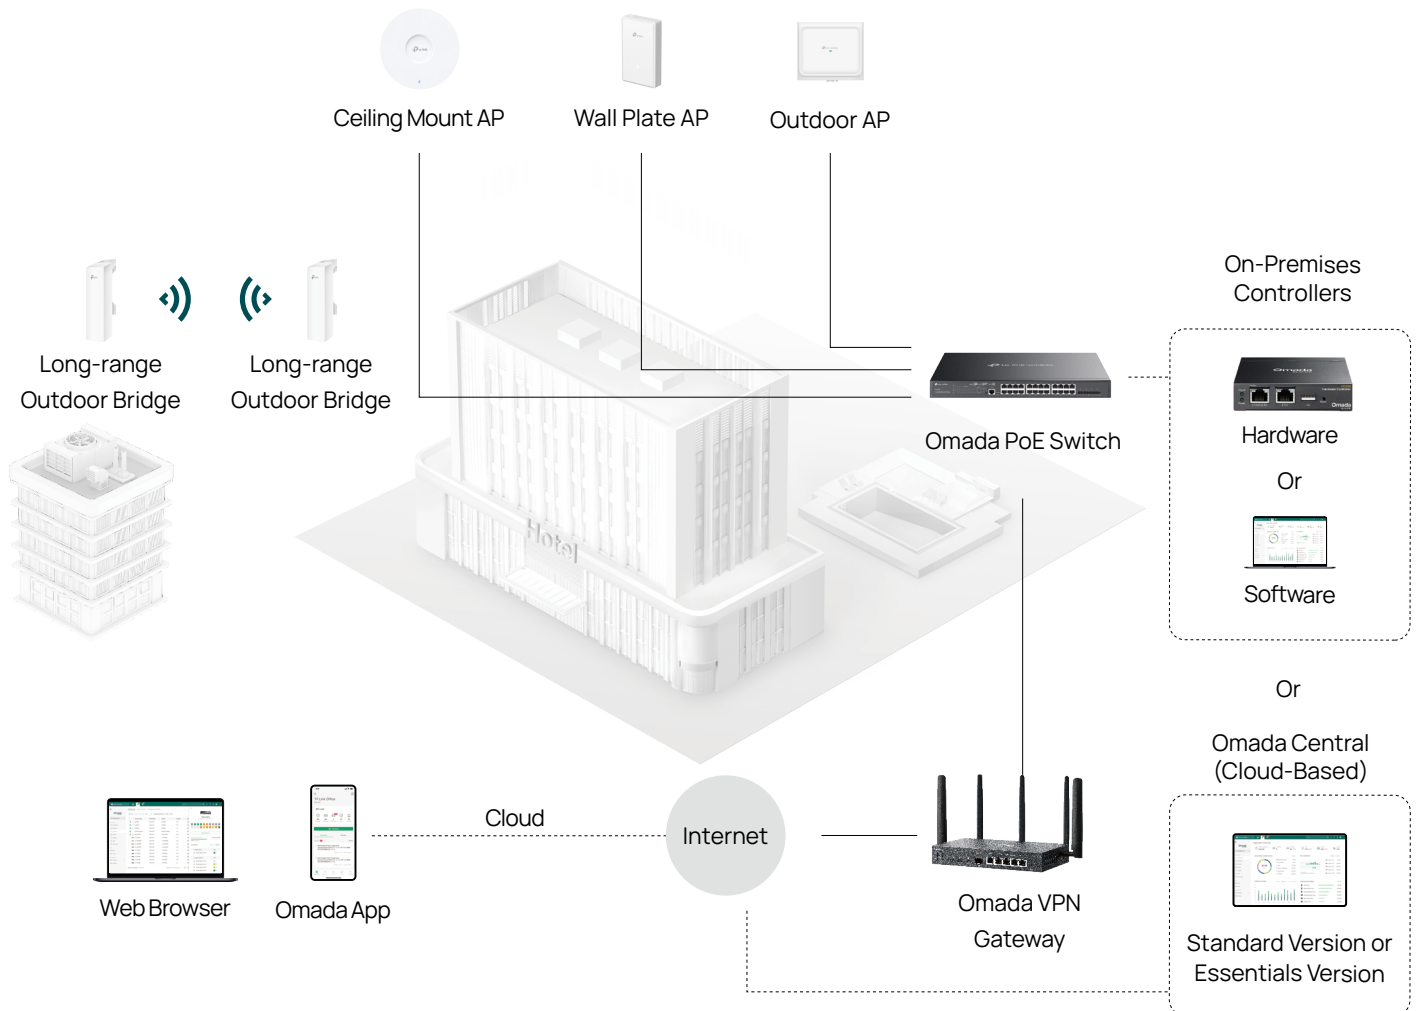 Ceiling Mount AP
Wall Plate AP
Outdoor AP
On-Premises
Controllers
Long-range
Outdoor Bridge
Long-range
Outdoor Bridge
Omada PoE Switch
Omada
Omada
Hardware
Or
Software
Hotel
Or
Omada Central
(Cloud-Based)
Cloud
Internet
Web Browser
Omada App
Omada VPN
Gateway
Standard Version or
Essentials Version